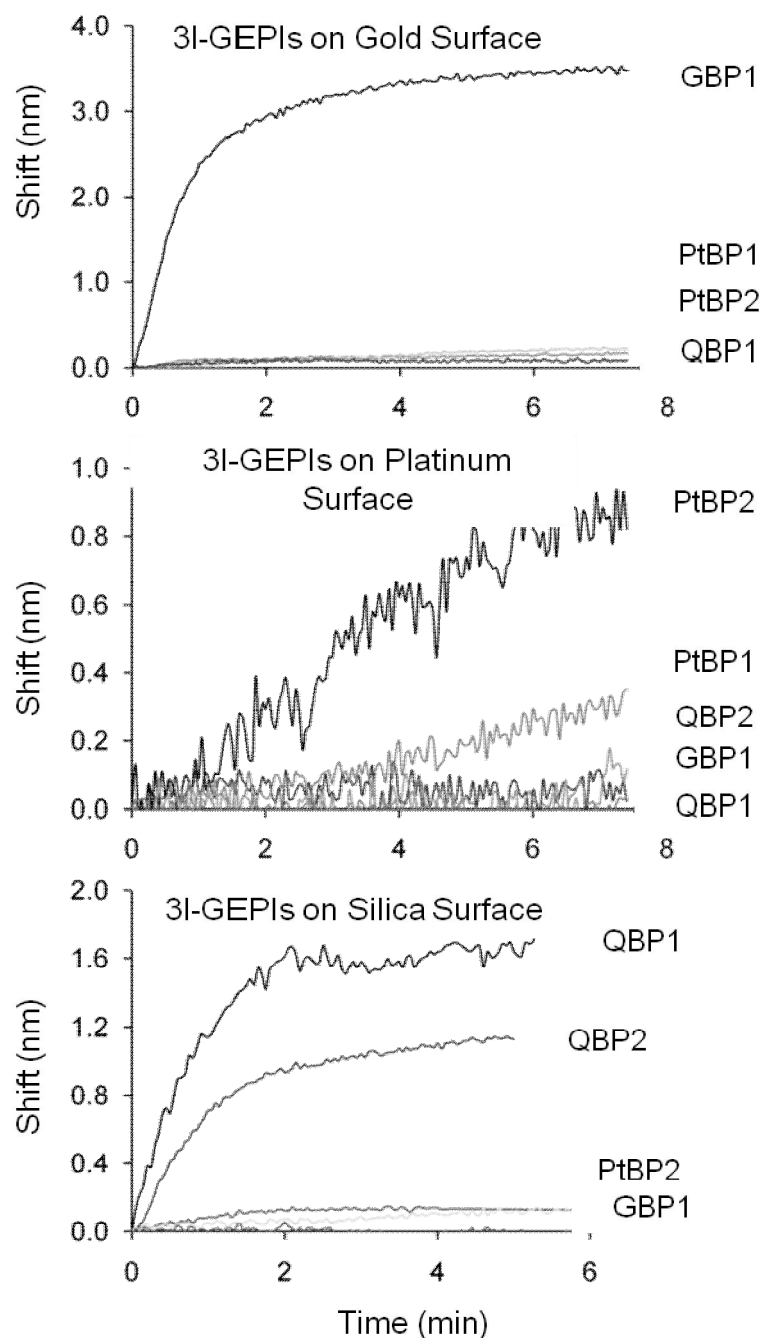 3I-GEPIs on Gold Surface
Shift (nm)
4.0
3.0
2.0
1.0
0.0
0
2
4
6
8
GBP1
PtBP1
PtBP2
QBP1
3I-GEPIs on Platinum
Surface
Shift (nm)
1.0
0.8
0.6
0.4
0.2
0.0
0
2
4
6
8
PtBP2
PtBP1
QBP2
GBP1
QBP1
3I-GEPIs on Silica Surface
Shift (nm)
2.0
1.6
1.2
0.8
0.4
0.0
0
2
4
6
QBP1
QBP2
PtBP2
GBP1
Time (min)